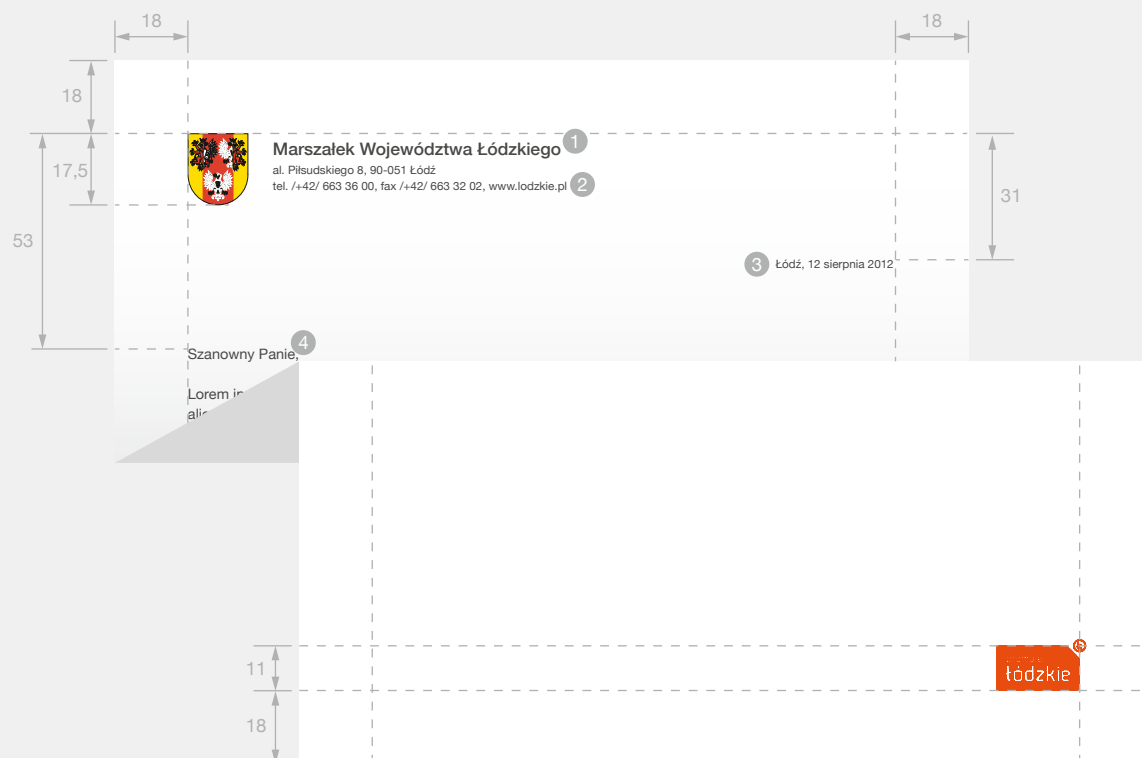 18
18
18
1
Marszałek Województwa Łódzkiego
al. Piłsudskiego 8, 90-051 Łódź
tel. /+42/ 663 36 00, fax /+42/ 663 32 02, www.lodzkie.pl 2
17,5
31
53
3 Łódź, 12 sierpnia 2012
4
Szanowny Panie,
Lorem
11
łódzkie
18